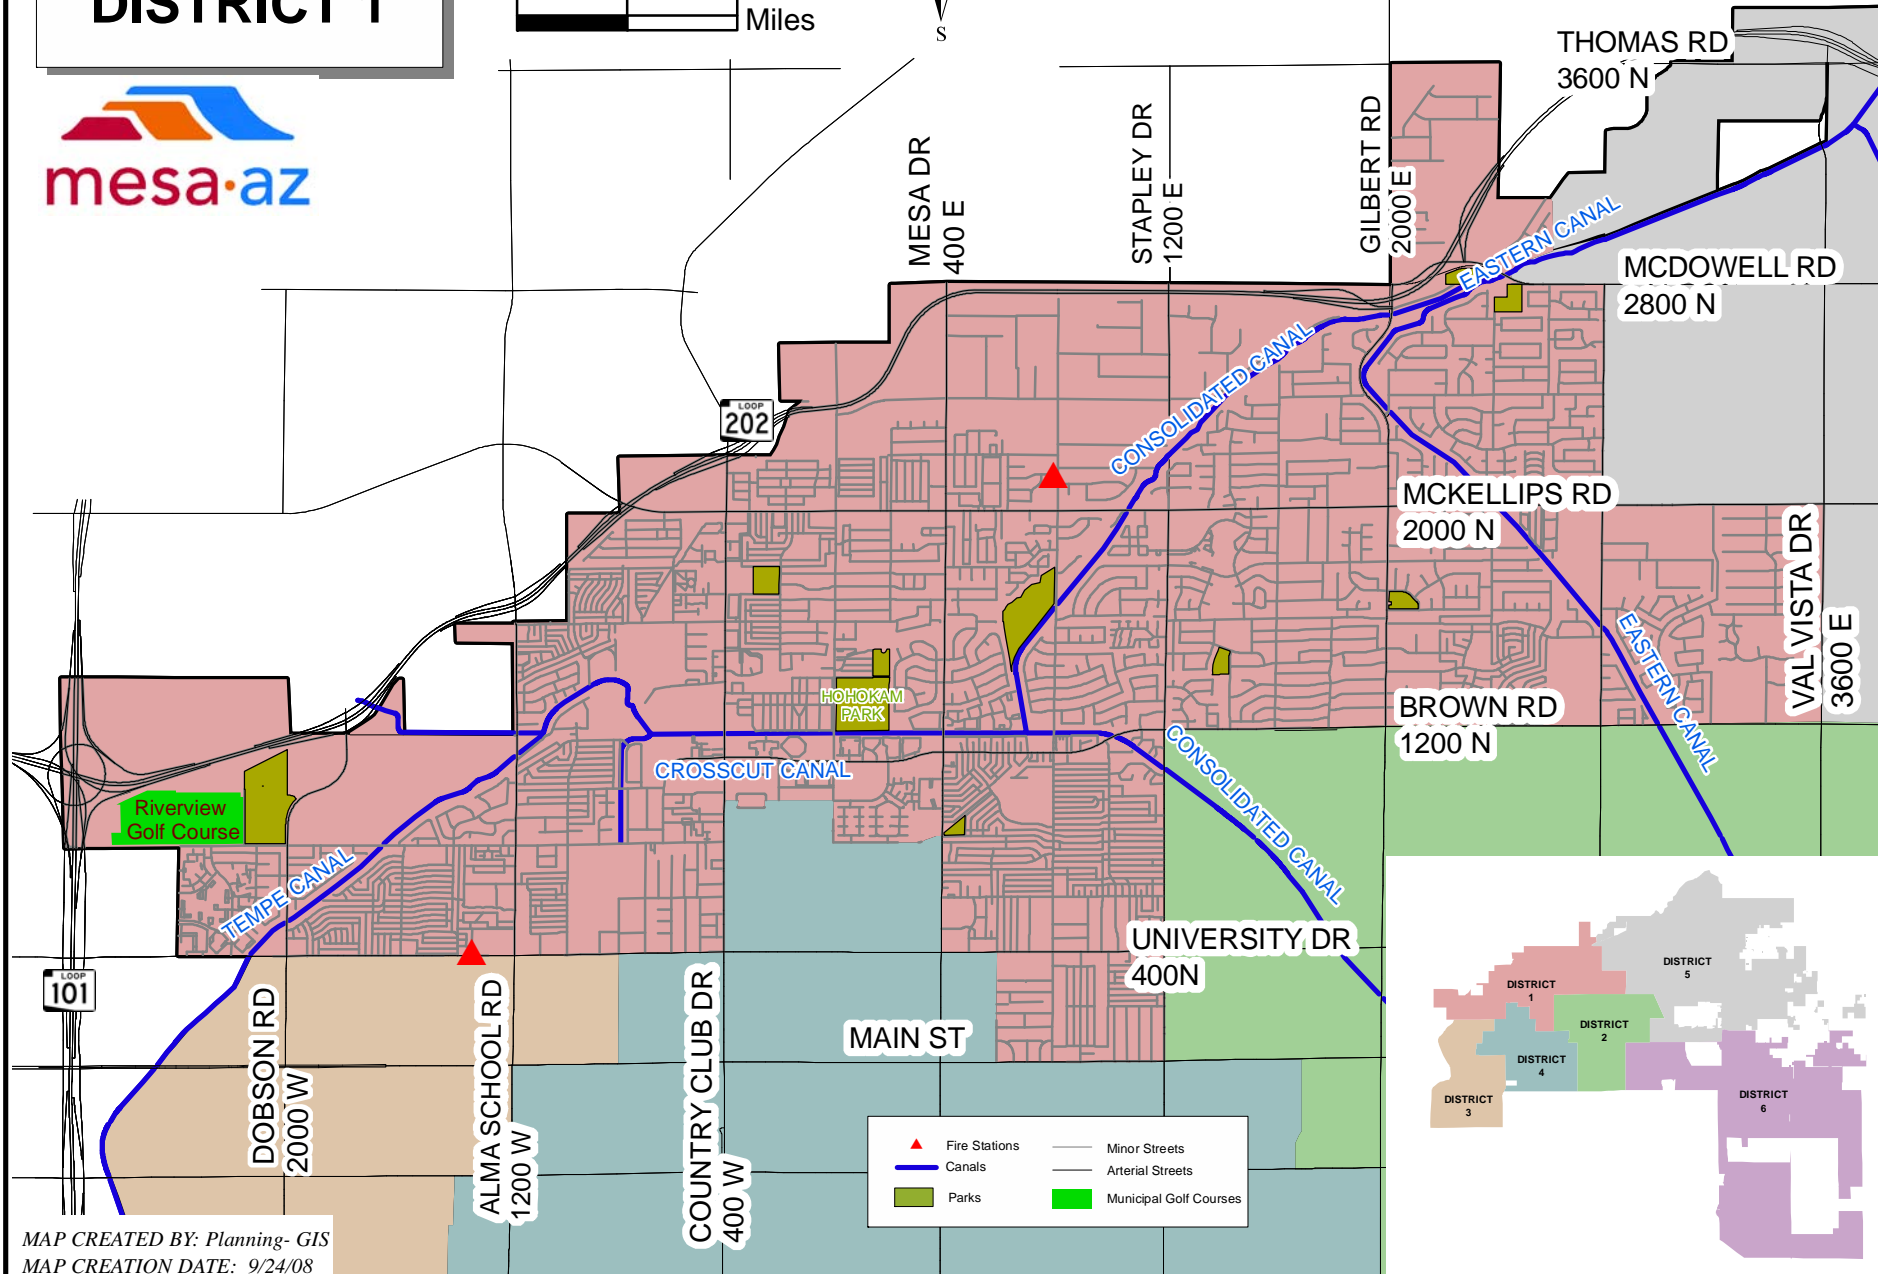 DISTRICT 1
Miles
S
mesa·az
THOMAS RD
3600 N
MESA DR
400 E
STAPLEY DR
1200 E
GILBERT RD
2000 E
EASTERN CANAL
MCDOWELL RD
2800 N
CONSOLIDATED CANAL
LOOP
202
MCKELLIPS RD
2000 N
VAL VISTA DR
3600 E
EASTERN CANAL
HOHOKAM
PARK
BROWN RD
1200 N
CROSSCUT CANAL
CONSOLIDATED CANAL
Riverview
Golf Course
TEMPE CANAL
UNIVERSITY DR
400N
LOOP
101
DOBSON RD
2000 W
ALMA SCHOOL RD
1200 W
COUNTRY CLUB DR
400 W
MAIN ST
DISTRICT
5
DISTRICT
1
DISTRICT
2
DISTRICT
4
DISTRICT
3
DISTRICT
6
Fire Stations
Canals
Parks
Minor Streets
Arterial Streets
Municipal Golf Courses
MAP CREATED BY: Planning- GIS
MAP CREATION DATE: 9/24/08